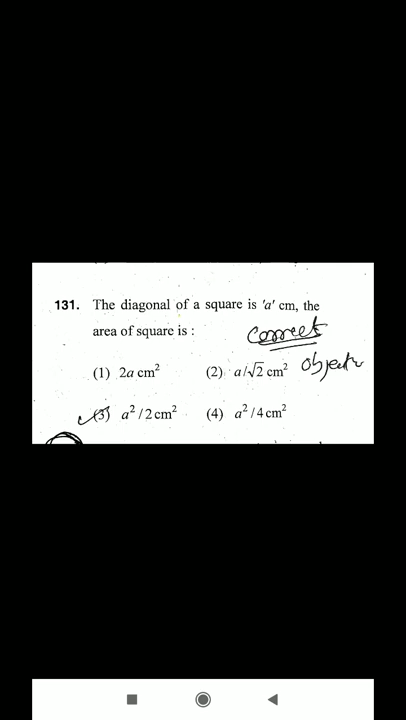 131. The diagonal of a square is 'a' cm, the
area of square is :
correct
(1) 2a cm² (2) a/√2 cm² object
(3) a²/2 cm² (4) a²/4 cm²